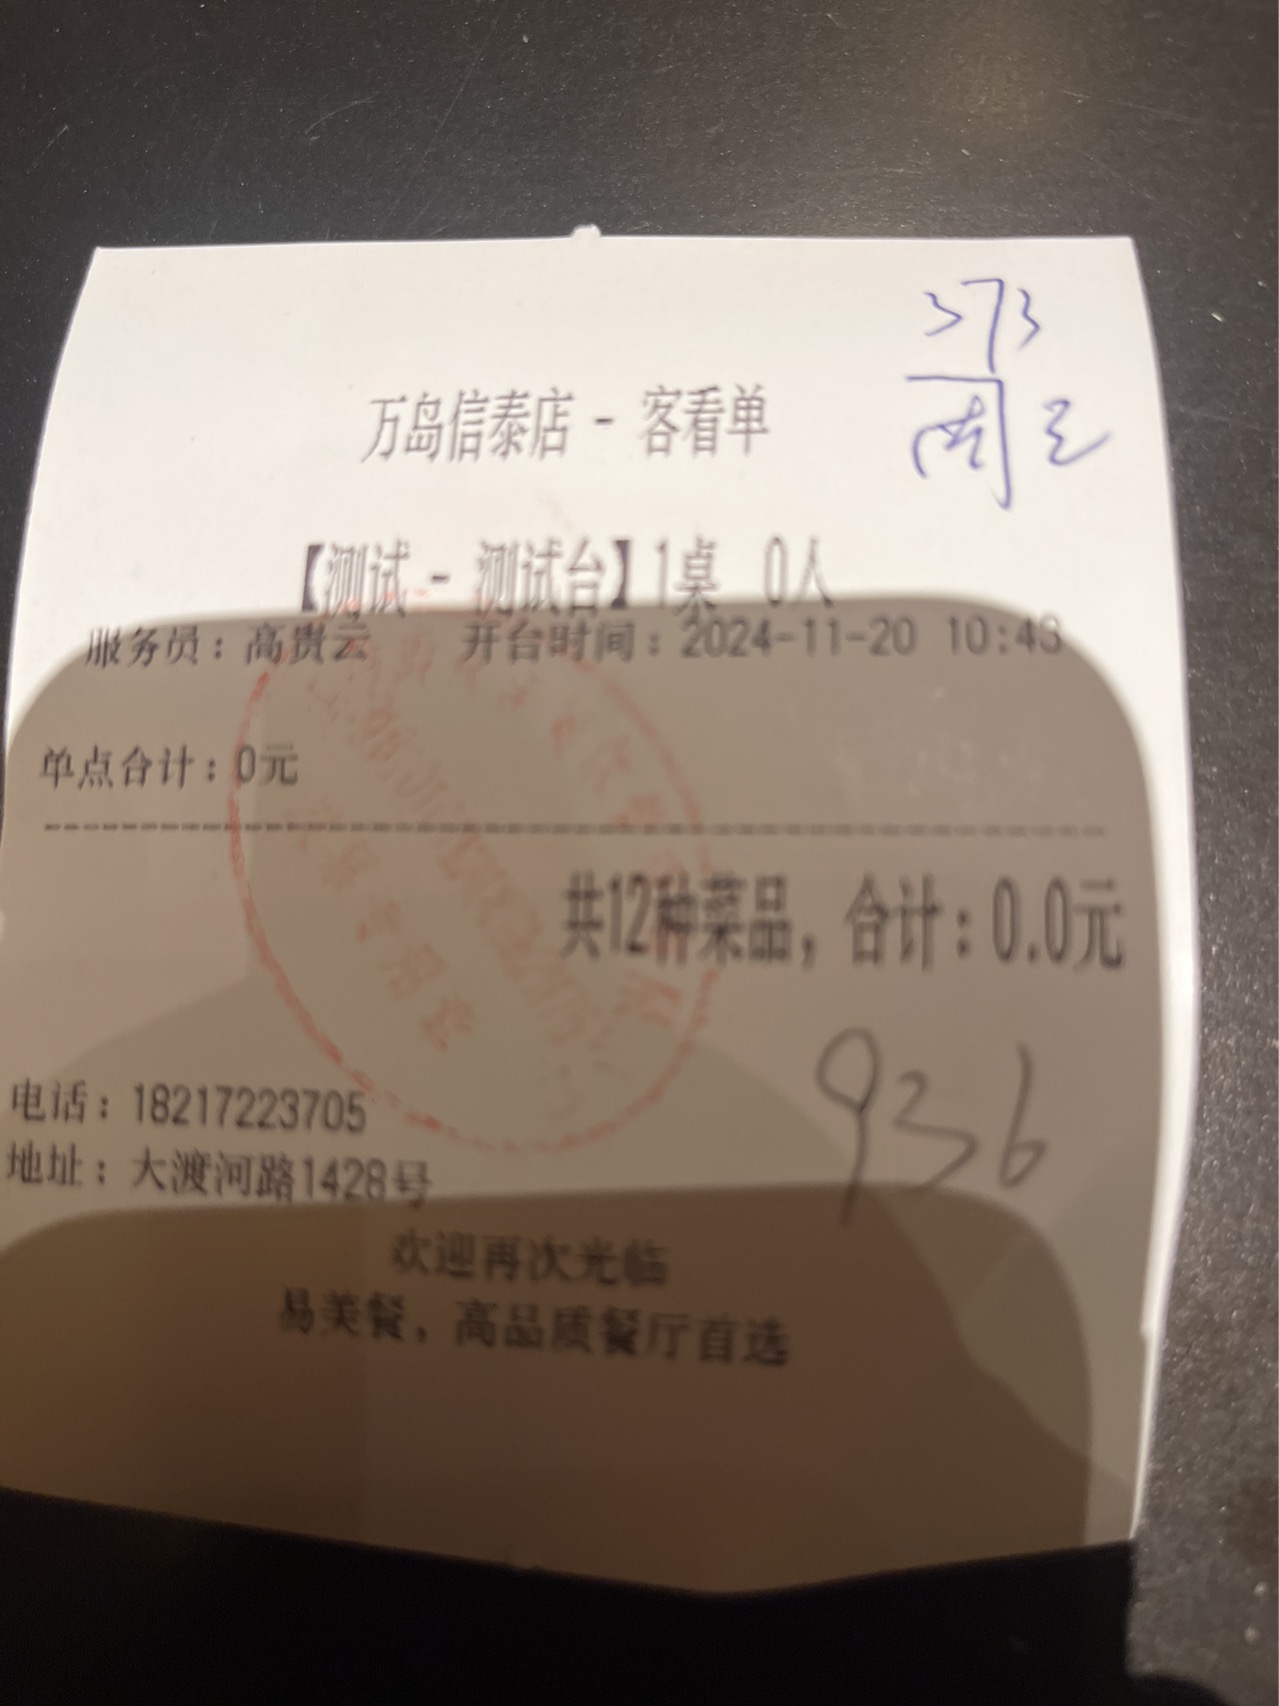 373
万岛信泰店 - 客看单
【测试 - 测试台】1桌 0人
服务员：高贵云 开台时间：2024-11-20 10:43
单点合计：0元
共12种菜品，合计：0.0元
936
电话：18217223705
地址：大渡河路1428号
欢迎再次光临
易美餐，高品质餐厅首选